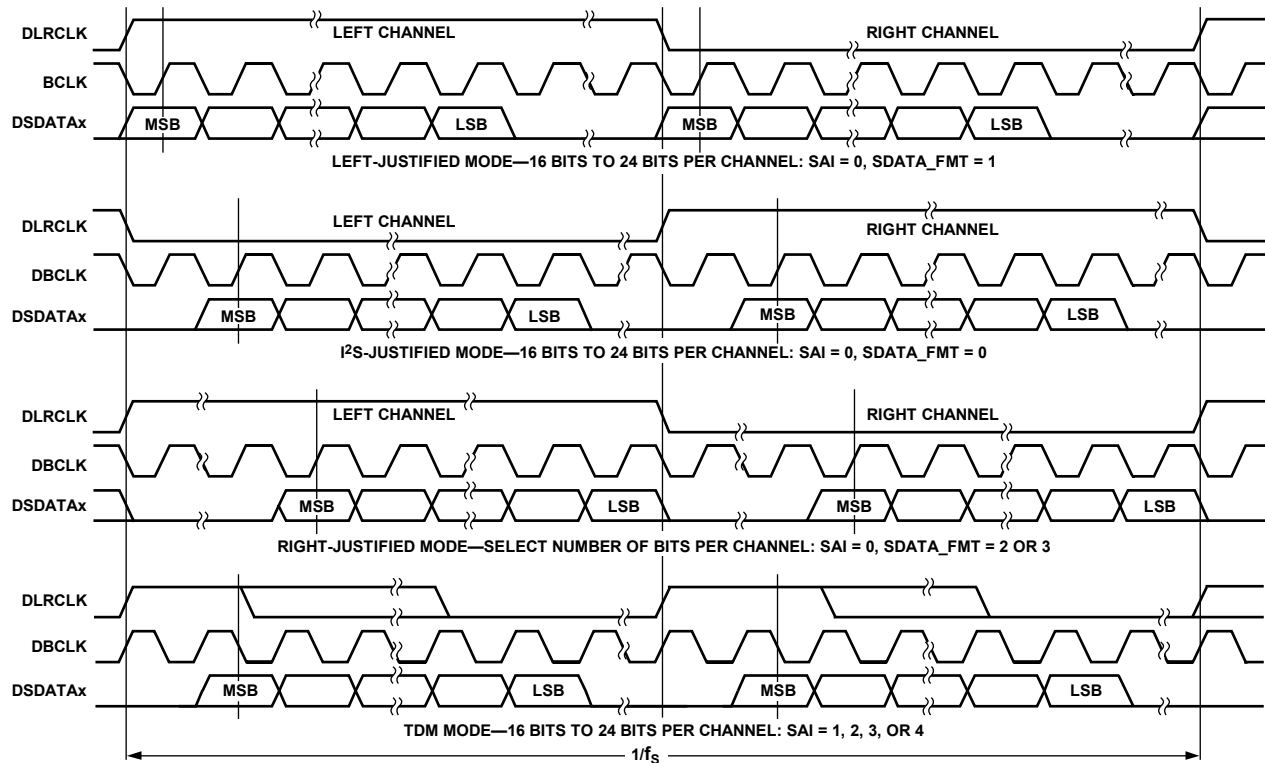 DLRCLK LEFT CHANNEL RIGHT CHANNEL
BCLK
DSDATAx MSB LSB MSB LSB
LEFT-JUSTIFIED MODE—16 BITS TO 24 BITS PER CHANNEL: SAI = 0, SDATA_FMT = 1
DLRCLK LEFT CHANNEL RIGHT CHANNEL
DBCLK
DSDATAx MSB LSB MSB LSB
I²S-JUSTIFIED MODE—16 BITS TO 24 BITS PER CHANNEL: SAI = 0, SDATA_FMT = 0
DLRCLK LEFT CHANNEL RIGHT CHANNEL
DBCLK
DSDATAx MSB LSB MSB LSB
RIGHT-JUSTIFIED MODE—SELECT NUMBER OF BITS PER CHANNEL: SAI = 0, SDATA_FMT = 2 OR 3
DLRCLK
DBCLK
DSDATAx MSB LSB MSB LSB
TDM MODE—16 BITS TO 24 BITS PER CHANNEL: SAI = 1, 2, 3, OR 4
1/fS